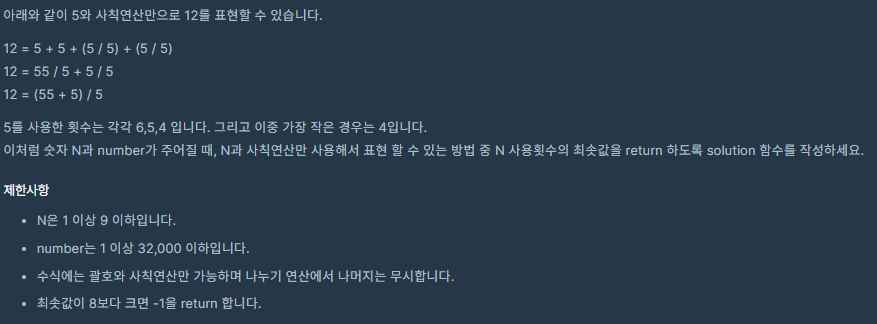 아래와 같이 5와 사칙연산만으로 12를 표현할 수 있습니다.
12 = 5 + 5 + (5 / 5) + (5 / 5)
12 = 55 / 5 + 5 / 5
12 = (55 + 5) / 5
5를 사용한 횟수는 각각 6,5,4 입니다. 그리고 이중 가장 작은 경우는 4입니다.
이처럼 숫자 N과 number가 주어질 때, N과 사칙연산만 사용해서 표현 할 수 있는 방법 중 N 사용횟수의 최솟값을 return 하도록 solution 함수를 작성하세요.
제한사항
• N은 1 이상 9 이하입니다.
• number는 1 이상 32,000 이하입니다.
• 수식에는 괄호와 사칙연산만 가능하며 나누기 연산에서 나머지는 무시합니다.
• 최솟값이 8보다 크면 -1을 return 합니다.